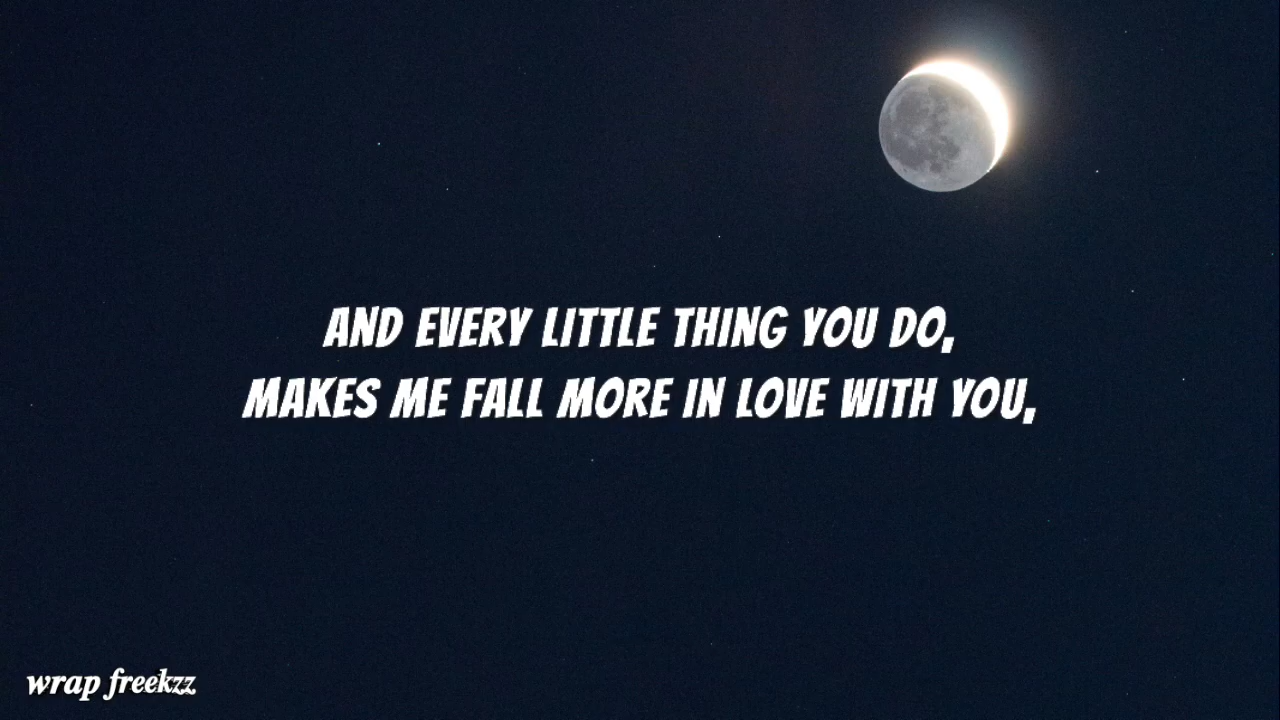 AND EVERY LITTLE THING YOU DO,
MAKES ME FALL MORE IN LOVE WITH YOU,
wrap freekzz